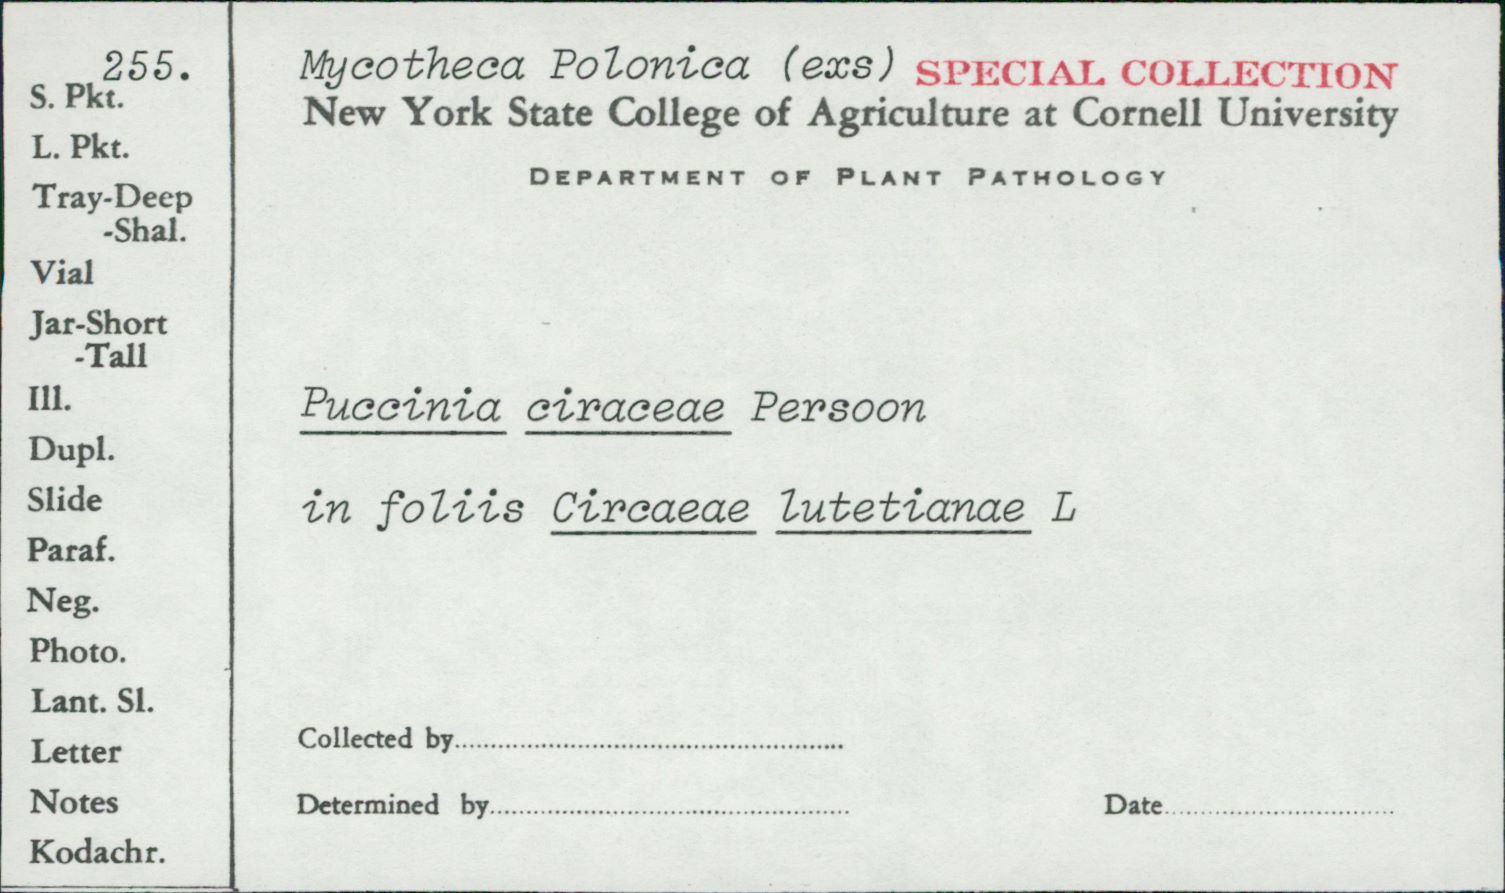 255.
S. Pkt.
L. Pkt.
Tray-Deep
-Shal.
Vial
Jar-Short
-Tall
Ill.
Dupl.
Slide
Paraf.
Neg.
Photo.
Lant. Sl.
Letter
Notes
Kodachr.
Mycotheca Polonica (exs) SPECIAL COLLECTION
New York State College of Agriculture at Cornell University
DEPARTMENT OF PLANT PATHOLOGY
Puccinia ciraceae Persoon
in foliis Circaeae lutetianae L
Collected by
Determined by Date